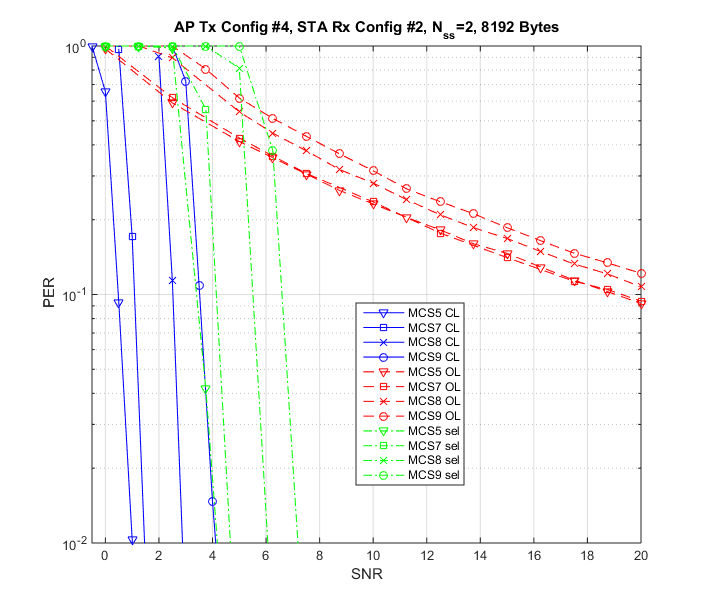 AP Tx Config #4, STA Rx Config #2, Nss=2, 8192 Bytes
10^0
10^-1
10^-2
PER
MCS5 CL
MCS7 CL
MCS8 CL
MCS9 CL
MCS5 OL
MCS7 OL
MCS8 OL
MCS9 OL
MCS5 sel
MCS7 sel
MCS8 sel
MCS9 sel
0 2 4 6 8 10 12 14 16 18 20
SNR